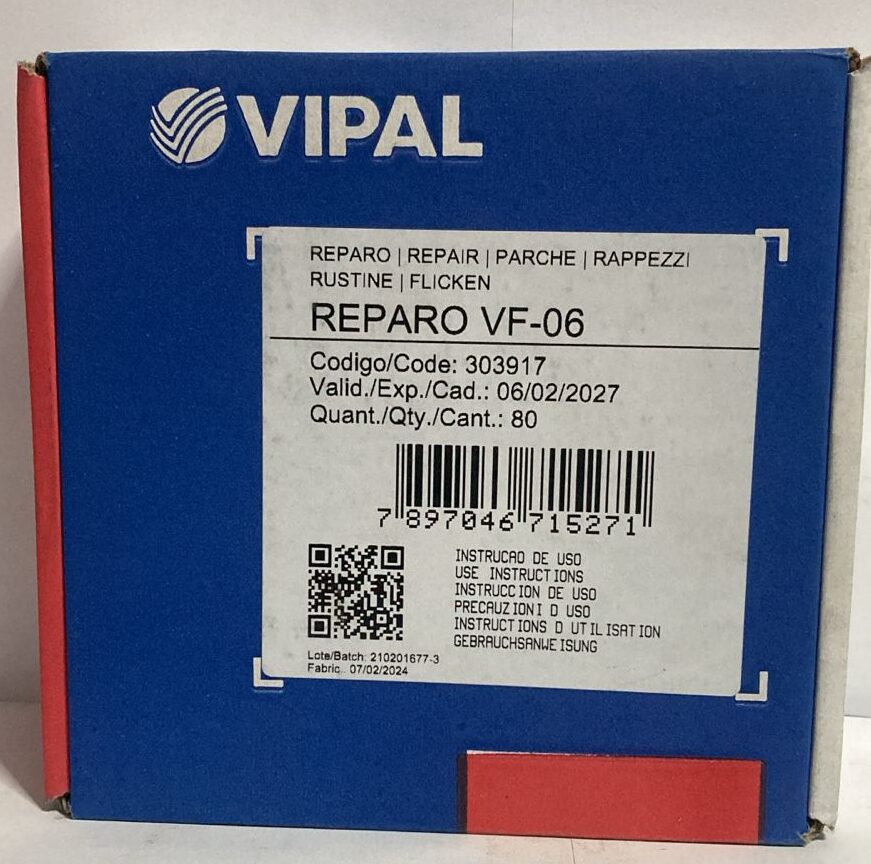 VIPAL
REPARO | REPAIR | PARCHE | RAPPEZZI
RUSTINE | FLICKEN
REPARO VF-06
Codigo/Code: 303917
Valid./Exp./Cad.: 06/02/2027
Quant./Qty./Cant.: 80
7 897046 715271
INSTRUCAO DE USO
USE INSTRUCTIONS
INSTRUCCION DE USO
PRECAUZIONI D USO
INSTRUCTIONS D UTILISATION
GEBRAUCHSANWEISUNG
Lote/Batch: 210201677-3
Fabric.: 07/02/2024